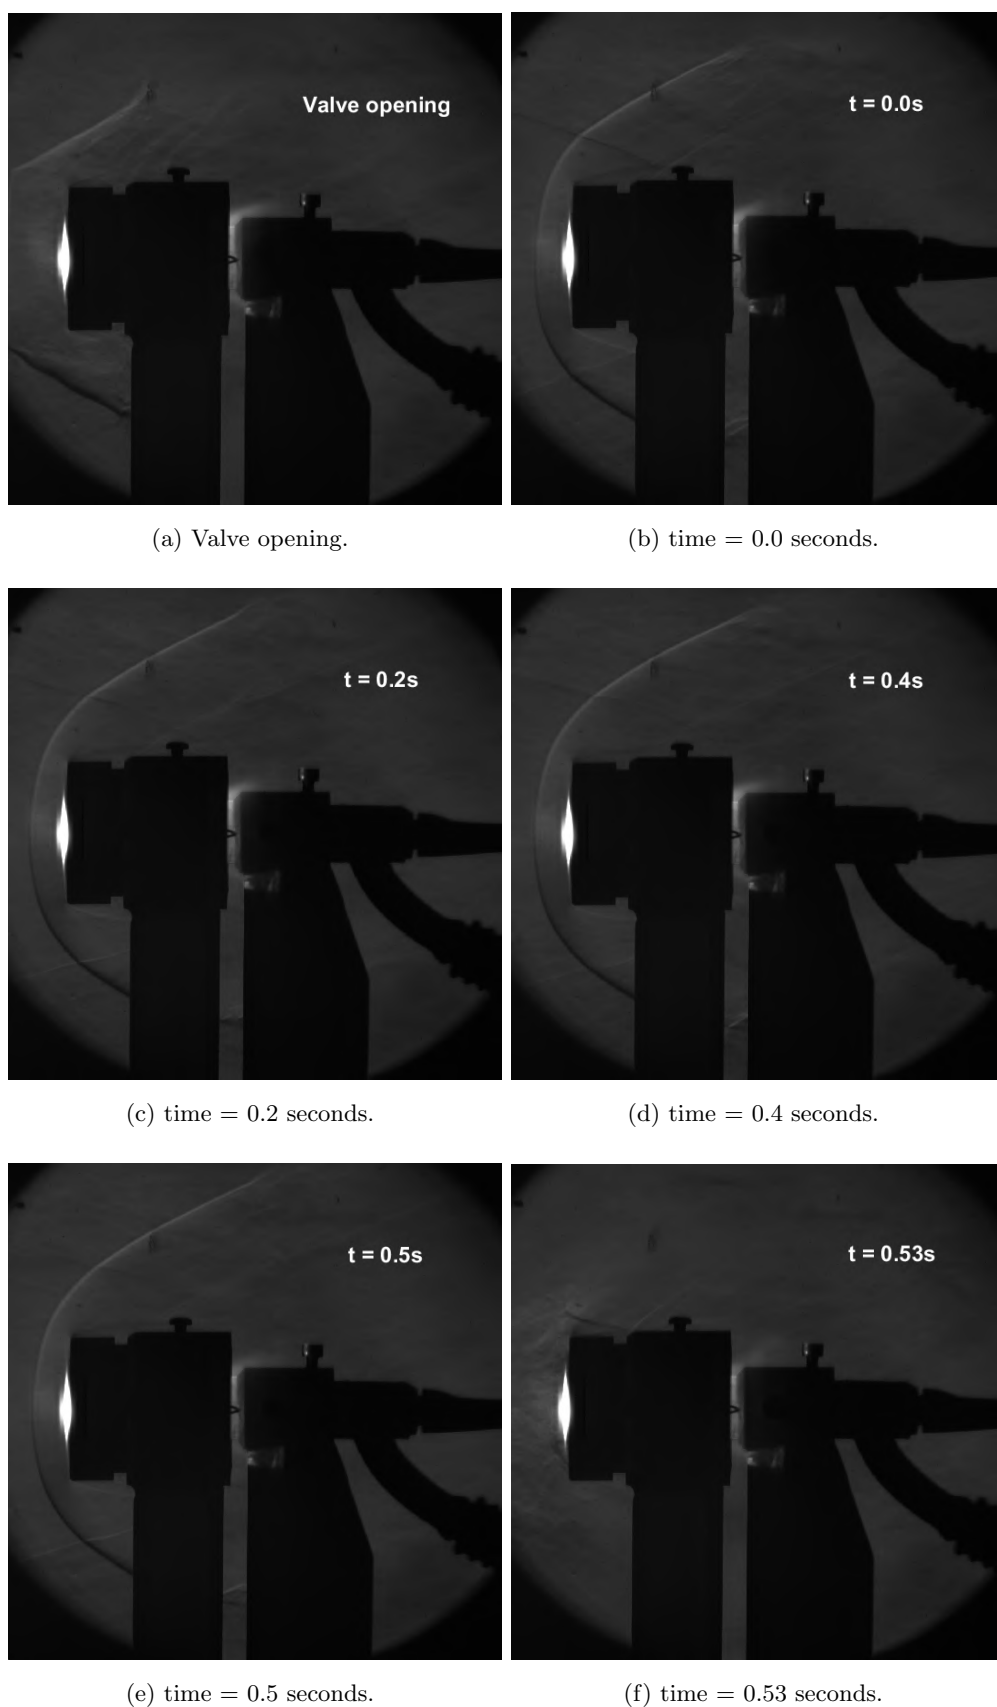 Valve opening
t = 0.0s
(a) Valve opening.
(b) time = 0.0 seconds.
t = 0.2s
t = 0.4s
(c) time = 0.2 seconds.
(d) time = 0.4 seconds.
t = 0.5s
t = 0.53s
(e) time = 0.5 seconds.
(f) time = 0.53 seconds.